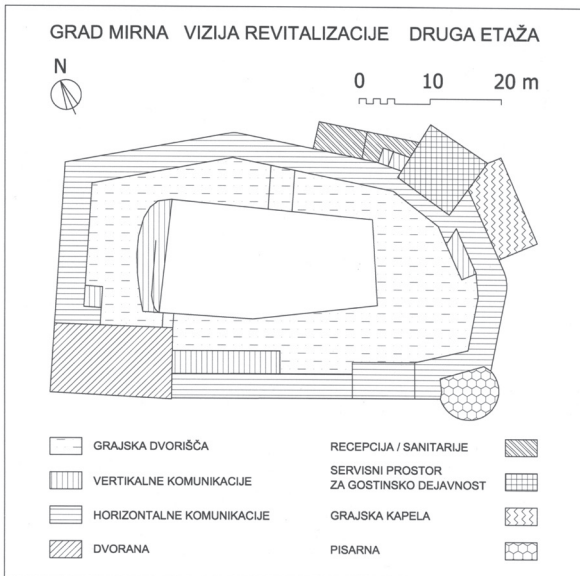 GRAD MIRNA VIZIJA REVITALIZACIJE DRUGA ETAŽA
N
0 10 20 m
GRAJSKA DVORIŠČA
VERTIKALNE KOMUNIKACIJE
HORIZONTALNE KOMUNIKACIJE
DVORANA
RECEPCIJA / SANITARIJE
SERVISNI PROSTOR
ZA GOSTINSKO DEJAVNOST
GRAJSKA KAPELA
PISARNA